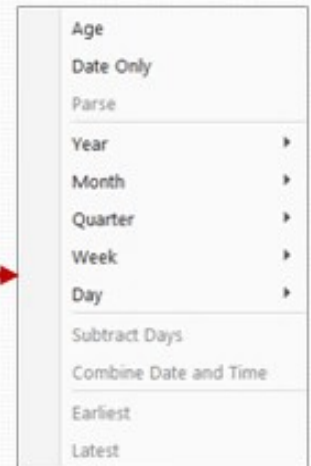 Age
Date Only
Parse
Year
Month
Quarter
Week
Day
Subtract Days
Combine Date and Time
Earliest
Latest